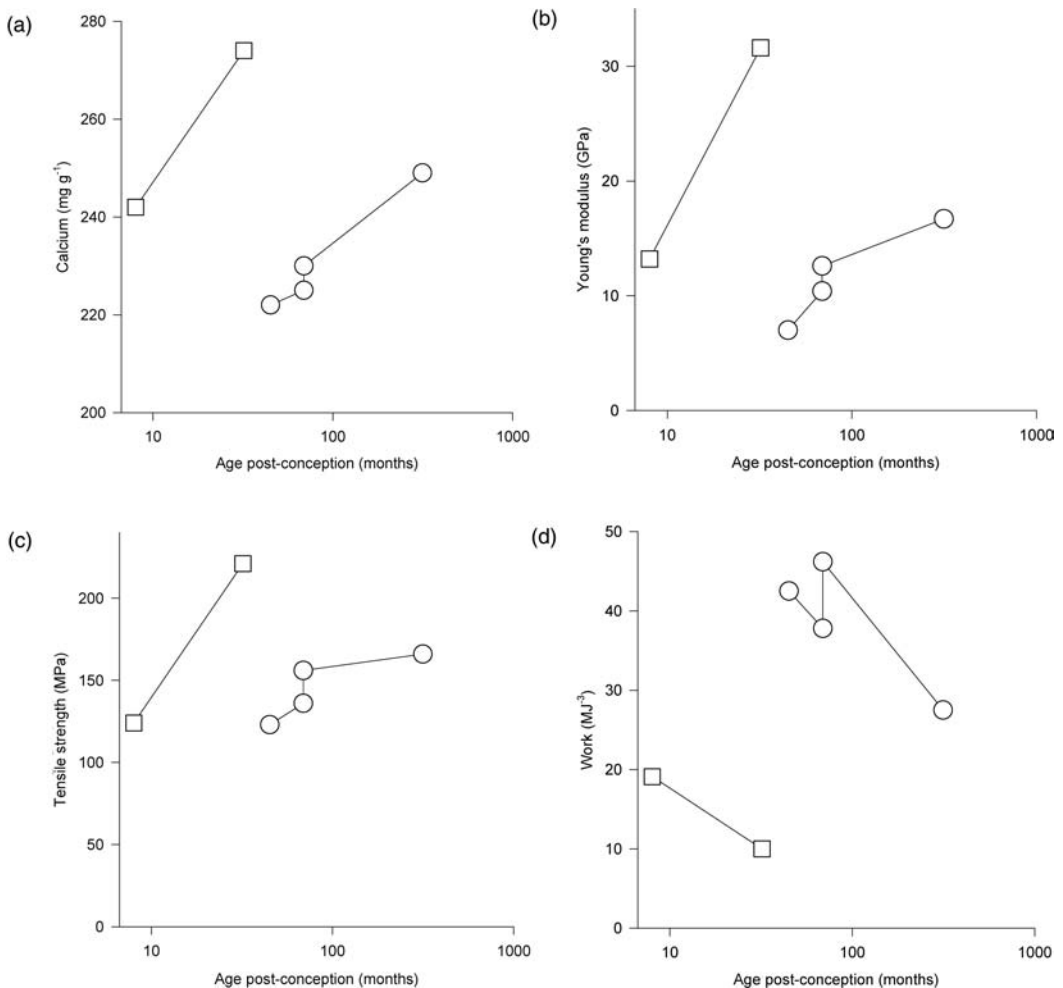 (a)
280
260
240
220
200
Calcium (mg g⁻¹)
10 100 1000
Age post-conception (months)
(b)
30
20
10
0
Young's modulus (GPa)
10 100 1000
Age post-conception (months)
(c)
200
150
100
50
0
Tensile strength (MPa)
10 100 1000
Age post-conception (months)
(d)
50
40
30
20
10
0
Work (MJ⁻³)
10 100 1000
Age post-conception (months)